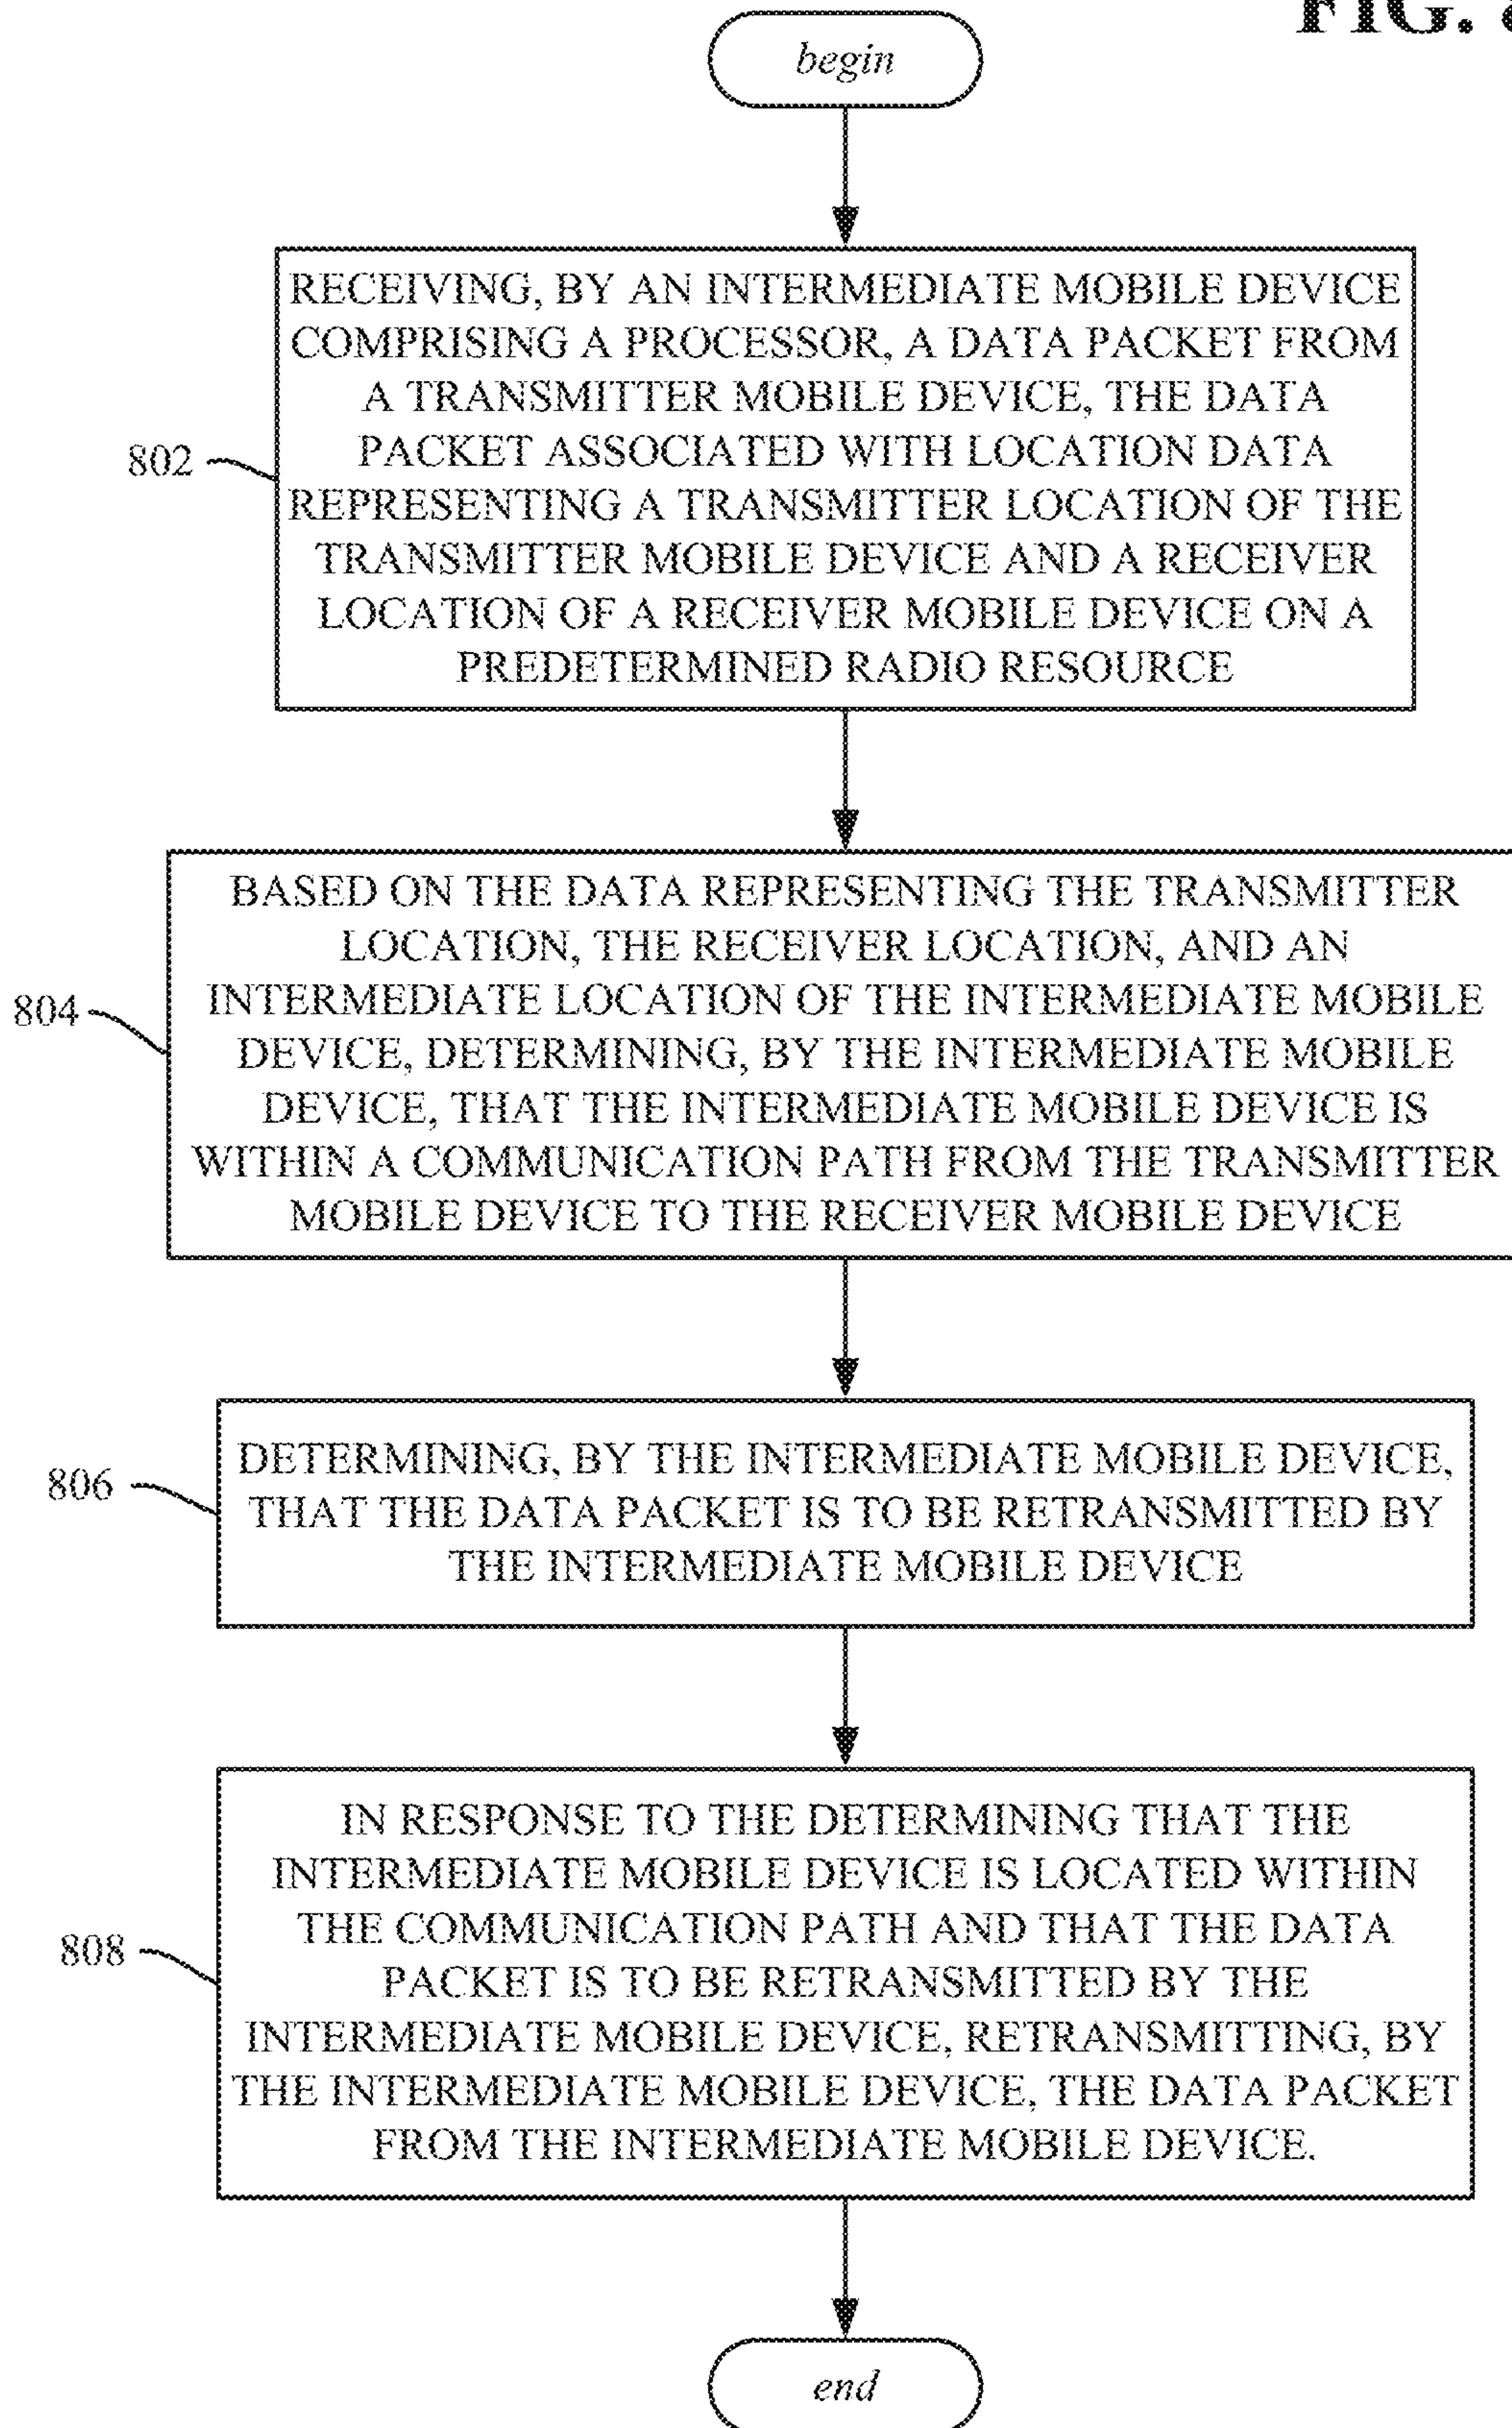 FIG. 8
begin
RECEIVING, BY AN INTERMEDIATE MOBILE DEVICE
COMPRISING A PROCESSOR, A DATA PACKET FROM
A TRANSMITTER MOBILE DEVICE, THE DATA
PACKET ASSOCIATED WITH LOCATION DATA
REPRESENTING A TRANSMITTER LOCATION OF THE
TRANSMITTER MOBILE DEVICE AND A RECEIVER
LOCATION OF A RECEIVER MOBILE DEVICE ON A
PREDETERMINED RADIO RESOURCE
802
BASED ON THE DATA REPRESENTING THE TRANSMITTER
LOCATION, THE RECEIVER LOCATION, AND AN
INTERMEDIATE LOCATION OF THE INTERMEDIATE MOBILE
DEVICE, DETERMINING, BY THE INTERMEDIATE MOBILE
DEVICE, THAT THE INTERMEDIATE MOBILE DEVICE IS
WITHIN A COMMUNICATION PATH FROM THE TRANSMITTER
MOBILE DEVICE TO THE RECEIVER MOBILE DEVICE
804
DETERMINING, BY THE INTERMEDIATE MOBILE DEVICE,
THAT THE DATA PACKET IS TO BE RETRANSMITTED BY
THE INTERMEDIATE MOBILE DEVICE
806
IN RESPONSE TO THE DETERMINING THAT THE
INTERMEDIATE MOBILE DEVICE IS LOCATED WITHIN
THE COMMUNICATION PATH AND THAT THE DATA
PACKET IS TO BE RETRANSMITTED BY THE
INTERMEDIATE MOBILE DEVICE, RETRANSMITTING, BY
THE INTERMEDIATE MOBILE DEVICE, THE DATA PACKET
FROM THE INTERMEDIATE MOBILE DEVICE.
808
end